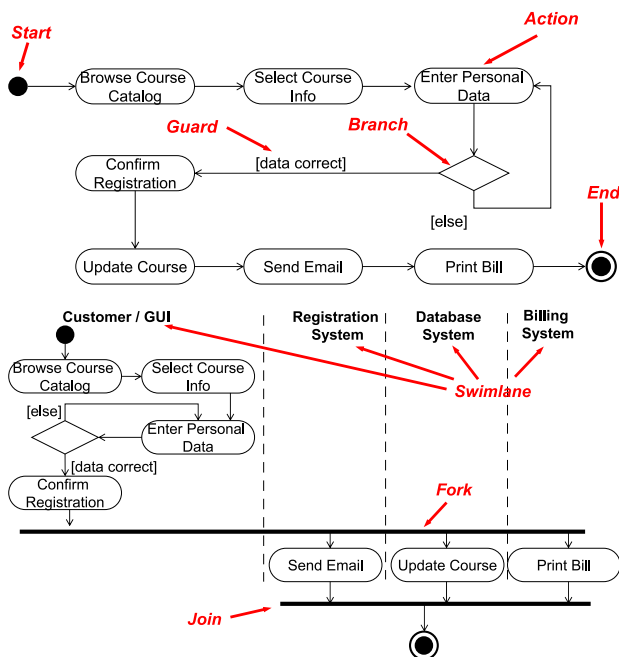 Start
Action
Browse Course
Catalog
Select Course
Info
Enter Personal
Data
Guard
Branch
Confirm
Registration
[data correct]
[else]
End
Update Course
Send Email
Print Bill
Customer / GUI
Registration
System
Database
System
Billing
System
Browse Course
Catalog
Select Course
Info
Swimlane
[else]
Enter Personal
Data
[data correct]
Confirm
Registration
Fork
Send Email
Update Course
Print Bill
Join